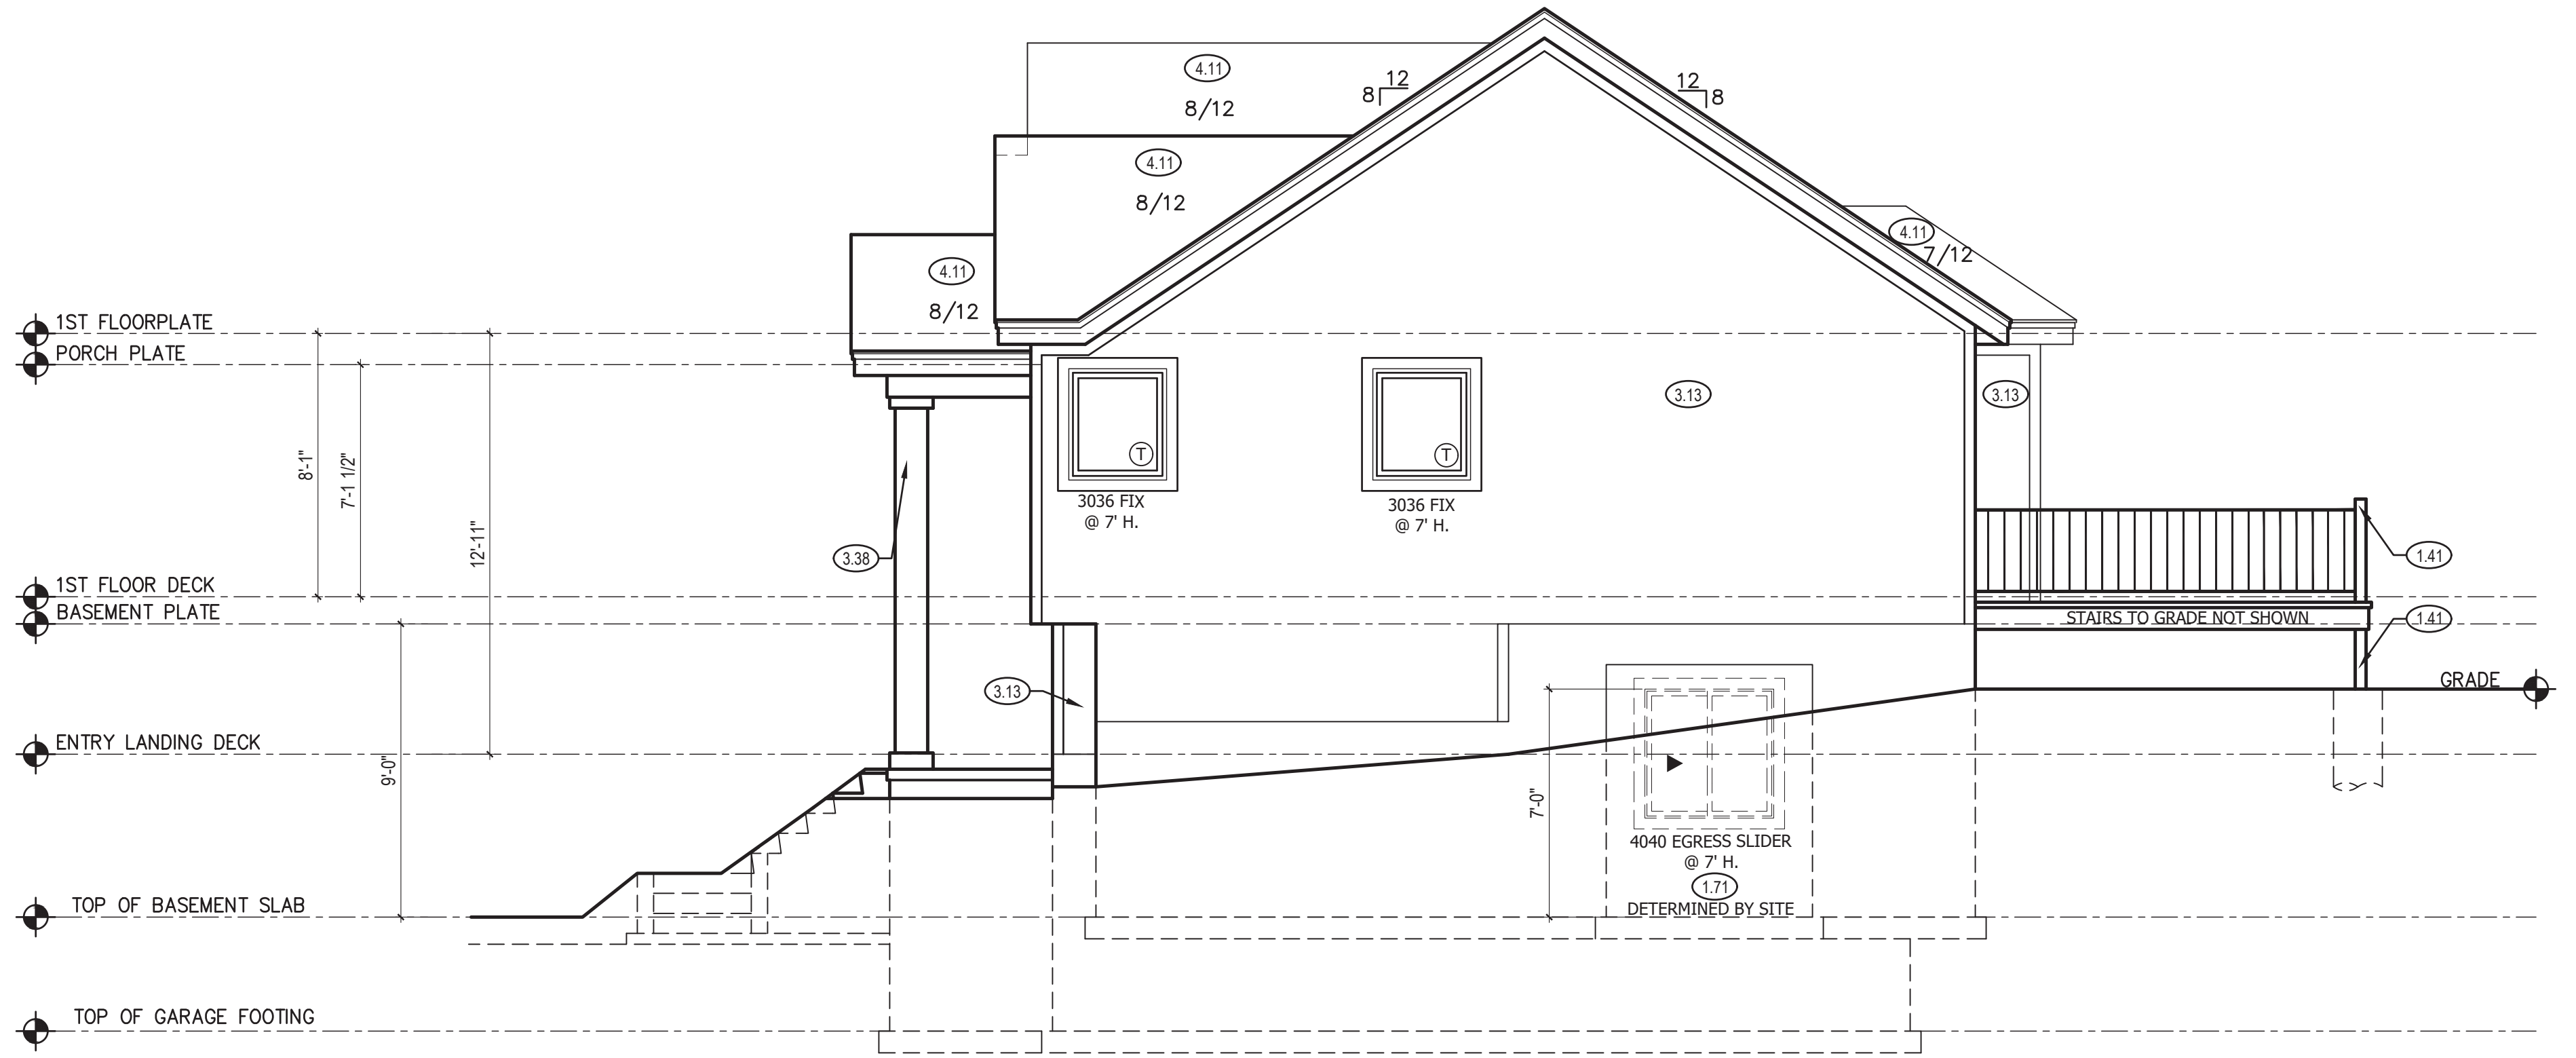 4.11
8/12
12
8
12
8
4.11
8/12
4.11
7/12
4.11
8/12
1ST FLOORPLATE
PORCH PLATE
3.13
3.13
T
T
8'-1"
7'-1 1/2"
12'-11"
3036 FIX
@ 7' H.
3036 FIX
@ 7' H.
3.38
1.41
1ST FLOOR DECK
BASEMENT PLATE
STAIRS TO GRADE NOT SHOWN
1.41
3.13
GRADE
ENTRY LANDING DECK
9'-0"
7'-0"
4040 EGRESS SLIDER
@ 7' H.
1.71
DETERMINED BY SITE
TOP OF BASEMENT SLAB
TOP OF GARAGE FOOTING